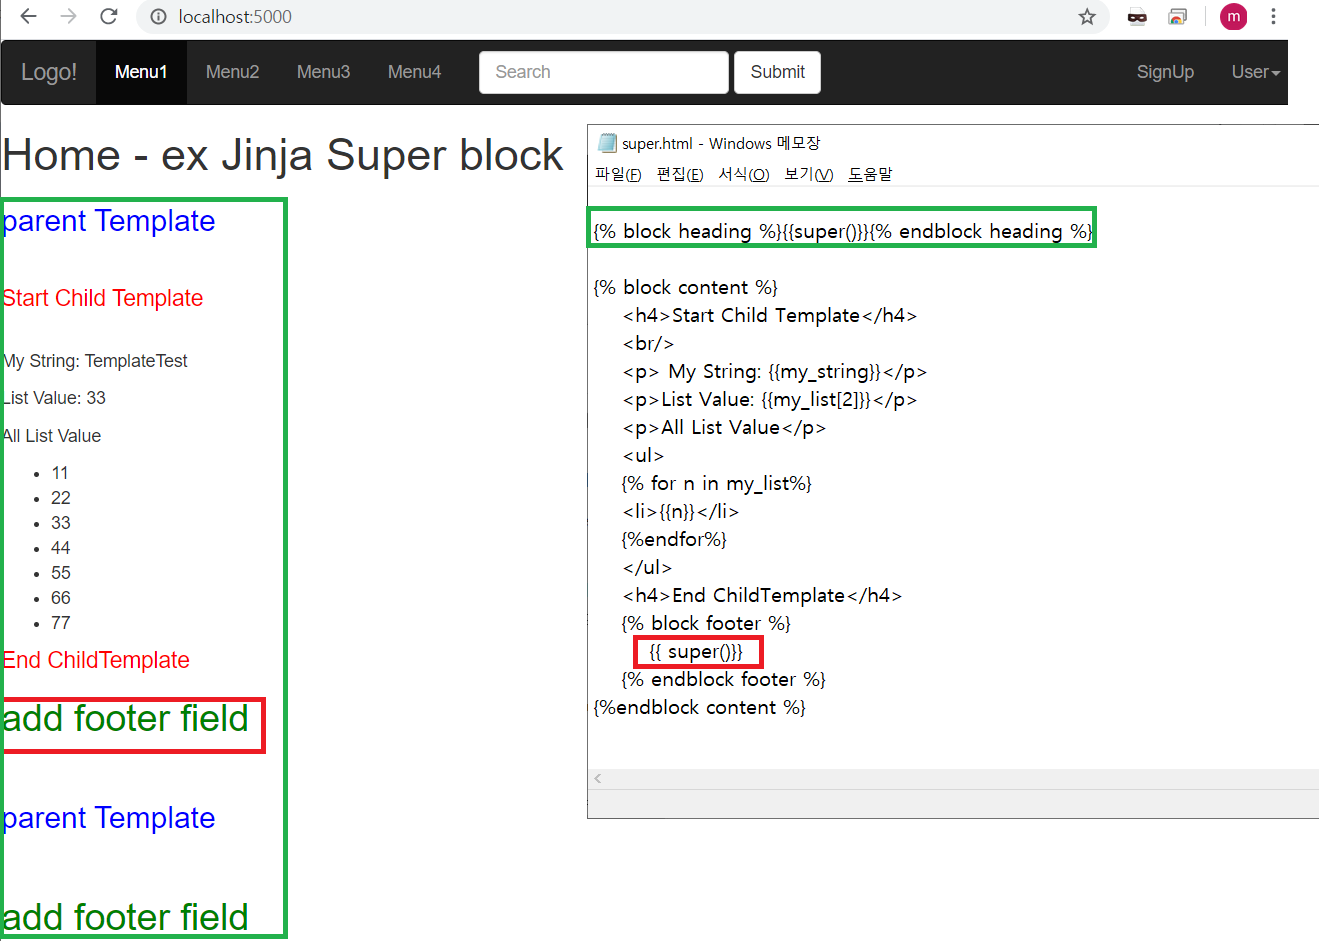 localhost:5000
m
Logo! Menu1 Menu2 Menu3 Menu4 Search Submit SignUp User
Home - ex Jinja Super block
parent Template
Start Child Template
My String: TemplateTest
List Value: 33
All List Value
11
22
33
44
55
66
77
End ChildTemplate
add footer field
parent Template
add footer field
super.html - Windows 메모장
파일(F) 편집(E) 서식(O) 보기(V) 도움말
{% block heading %}{{super()}}{% endblock heading %}
{% block content %}
<h4>Start Child Template</h4>
<br/>
<p> My String: {{my_string}}</p>
<p>List Value: {{my_list[2]}}</p>
<p>All List Value</p>
<ul>
{% for n in my_list%}
<li>{{n}}</li>
{%endfor%}
</ul>
<h4>End ChildTemplate</h4>
{% block footer %}
{{ super()}}
{% endblock footer %}
{%endblock content %}